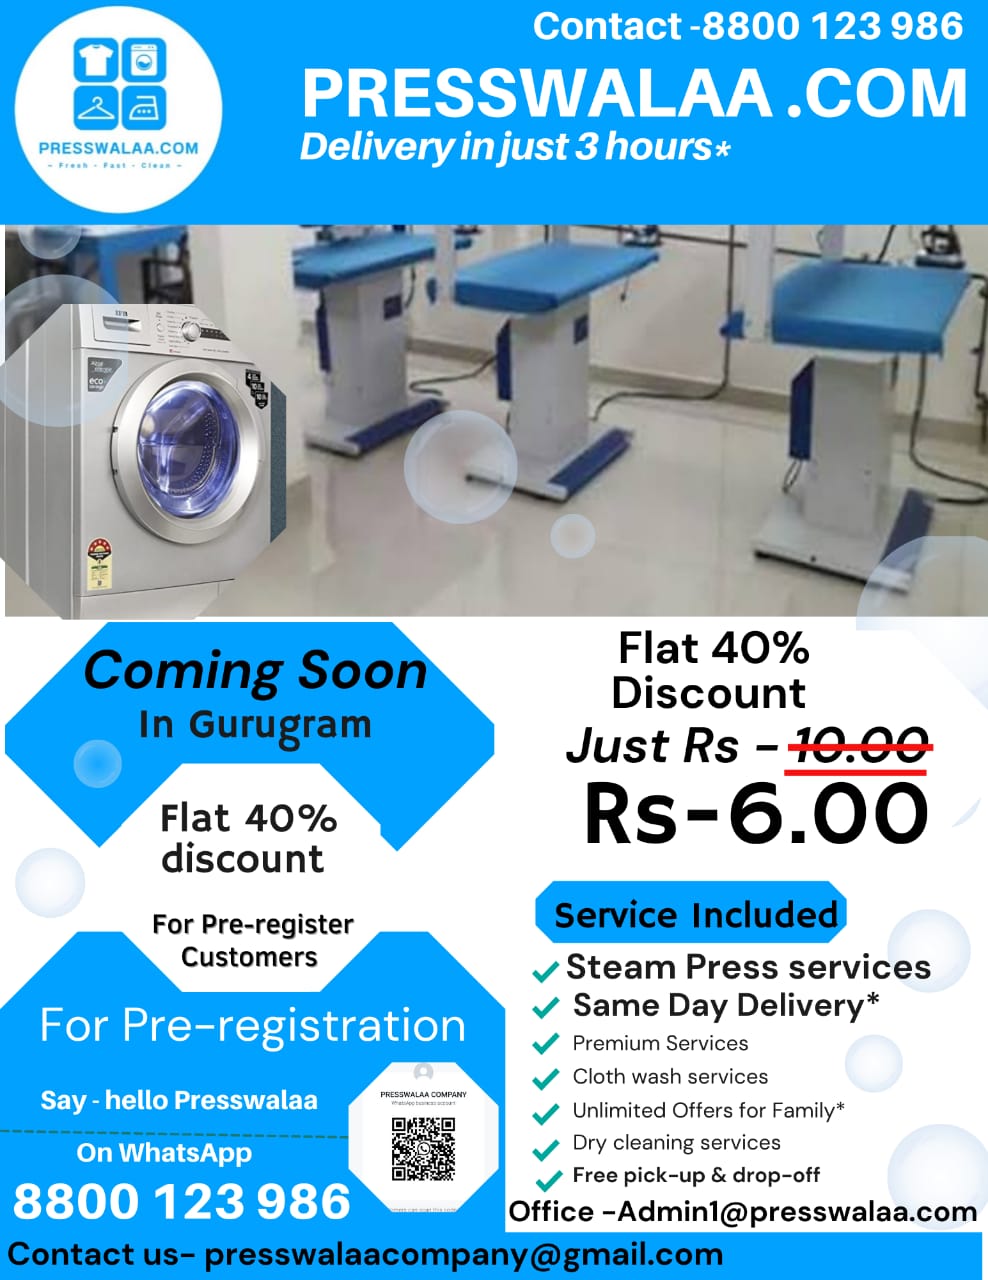 Contact -8800 123 986
PRESSWALAA .COM
Delivery in just 3 hours*
PRESSWALAA.COM
~ Fresh - Fast - Clean ~
eco
Coming Soon
In Gurugram
Flat 40%
discount
For Pre-register
Customers
Flat 40%
Discount
Just Rs - 10.00
Rs-6.00
Service Included
Steam Press services
Same Day Delivery*
Premium Services
Cloth wash services
Unlimited Offers for Family*
Dry cleaning services
Free pick-up & drop-off
For Pre-registration
Say - hello Presswalaa
On WhatsApp
8800 123 986
PRESSWALAA COMPANY
WhatsApp business account
Office -Admin1@presswalaa.com
Contact us- presswalaacompany@gmail.com